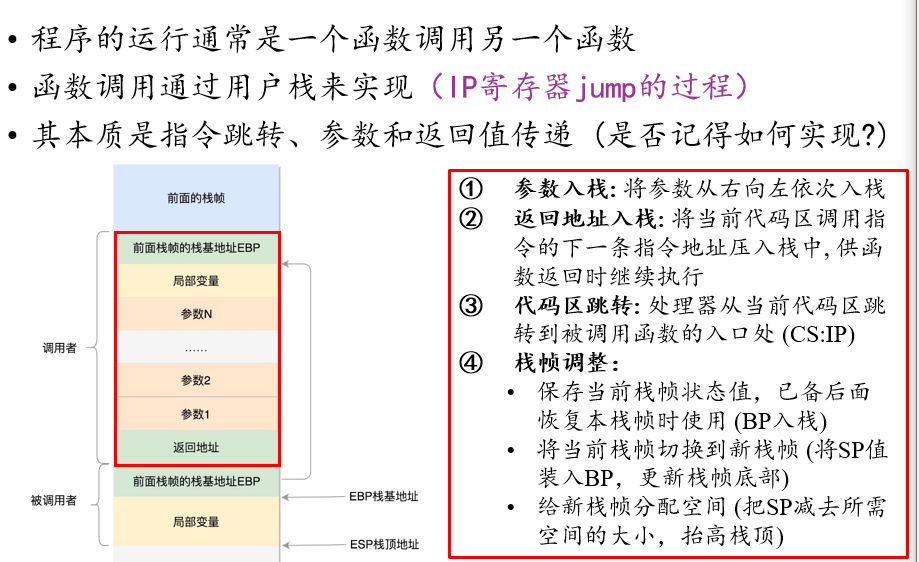 • 程序的运行通常是一个函数调用另一个函数
• 函数调用通过用户栈来实现（IP寄存器jump的过程）
• 其本质是指令跳转、参数和返回值传递 (是否记得如何实现?)
前面的栈帧
前面栈帧的栈基地址EBP
局部变量
参数N
......
参数2
参数1
返回地址
前面栈帧的栈基地址EBP
局部变量
调用者
被调用者
EBP栈基地址
ESP栈顶地址
① 参数入栈: 将参数从右向左依次入栈
② 返回地址入栈: 将当前代码区调用指
令的下一条指令地址压入栈中, 供函
数返回时继续执行
③ 代码区跳转: 处理器从当前代码区跳
转到被调用函数的入口处 (CS:IP)
④ 栈帧调整:
• 保存当前栈帧状态值，已备后面
恢复本栈帧时使用 (BP入栈)
• 将当前栈帧切换到新栈帧 (将SP值
装入BP，更新栈帧底部)
• 给新栈帧分配空间 (把SP减去所需
空间的大小，抬高栈顶)